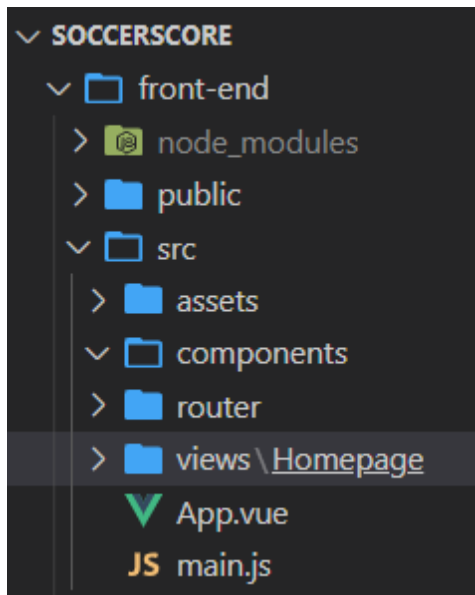 SOCCERSCORE
front-end
node_modules
public
src
assets
components
router
views\Homepage
App.vue
JS main.js